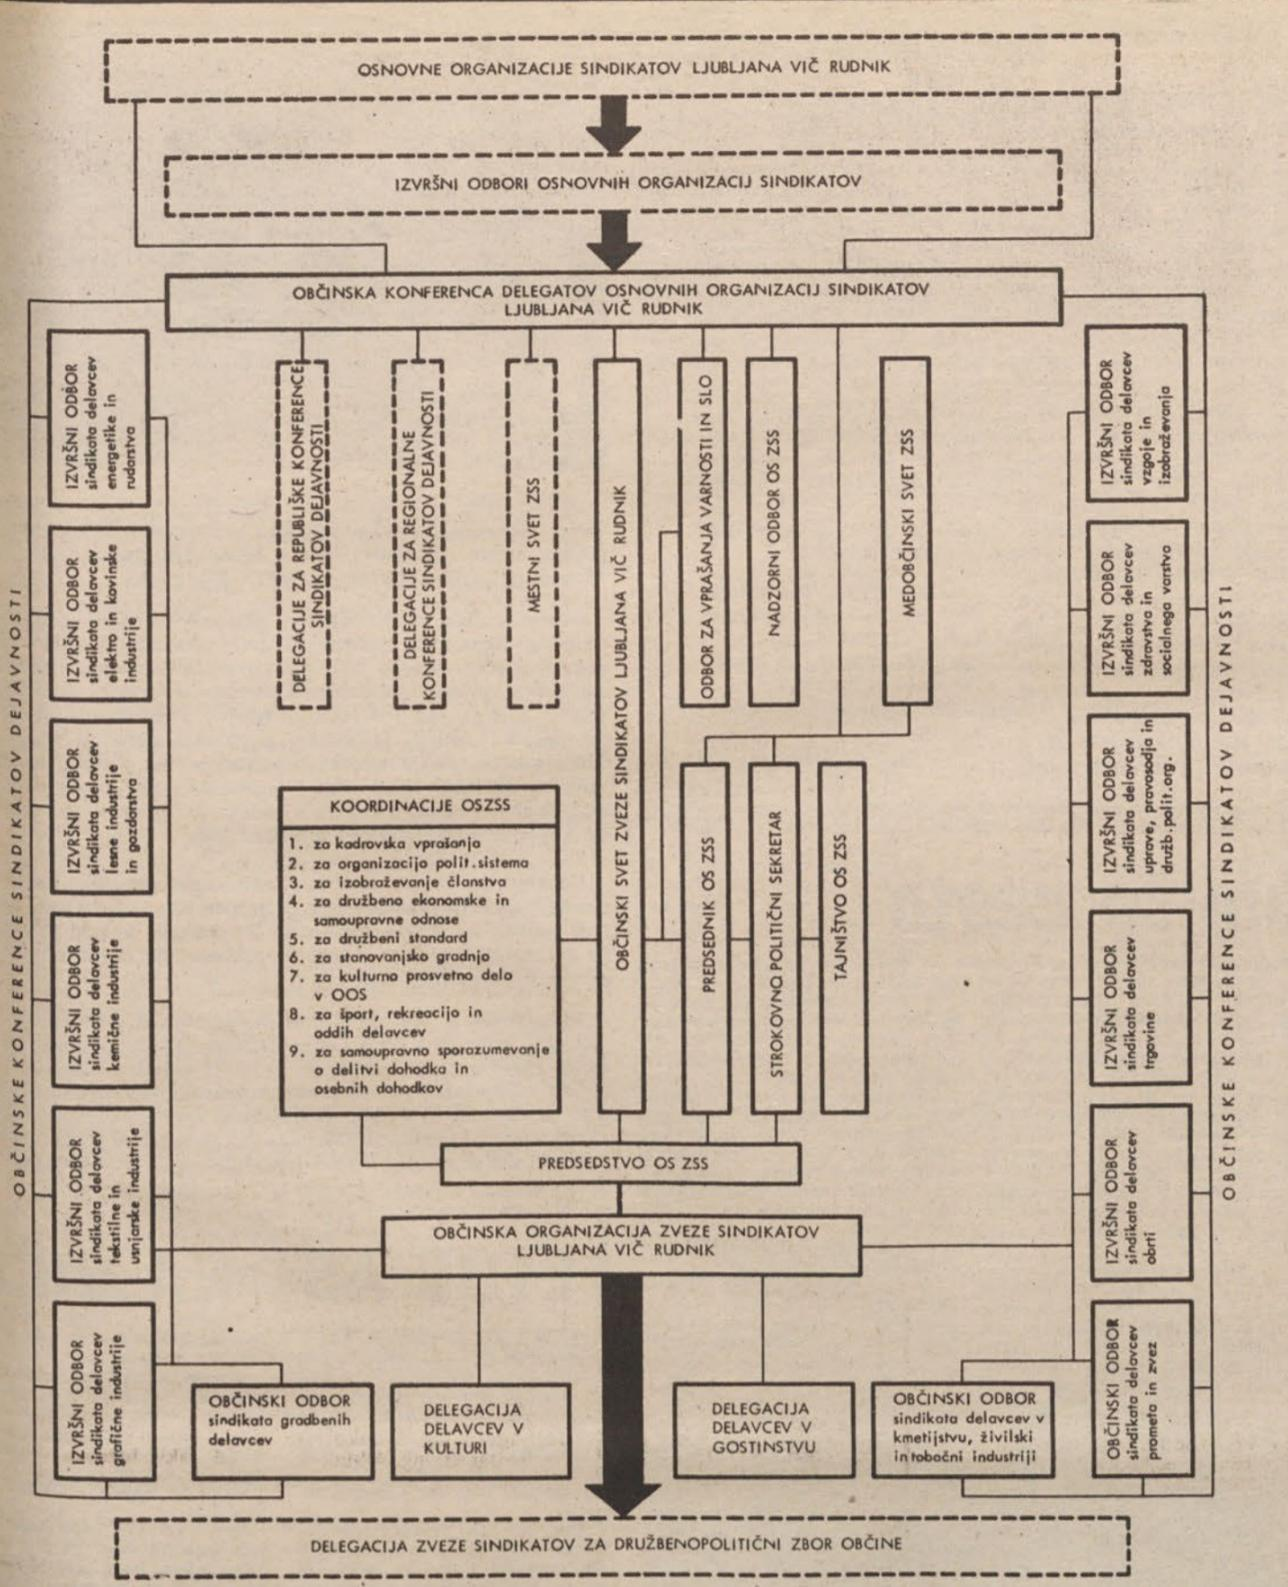 OSNOVNE ORGANIZACIJE SINDIKATOV LJUBLJANA VIČ RUDNIK
IZVRŠNI ODBORI OSNOVNIH ORGANIZACIJ SINDIKATOV
OBČINSKA KONFERENCA DELEGATOV OSNOVNIH ORGANIZACIJ SINDIKATOV
LJUBLJANA VIČ RUDNIK
OBČINSKE KONFERENCE SINDIKATOV DEJAVNOSTI
IZVRŠNI ODBOR
sindikata delavcev
energetike in
rudarstva
IZVRŠNI ODBOR
sindikata delavcev
elektro in kovinske
industrije
IZVRŠNI ODBOR
sindikata delavcev
lesne industrije
in gozdarstva
IZVRŠNI ODBOR
sindikata delavcev
kemične industrije
IZVRŠNI ODBOR
sindikata delavcev
tekstilne in
usnjarske industrije
IZVRŠNI ODBOR
sindikata delavcev
grafične industrije
DELEGACIJE ZA REPUBLIŠKE KONFERENCE
SINDIKATOV DEJAVNOSTI
DELEGACIJE ZA REGIONALNE
KONFERENCE SINDIKATOV DEJAVNOSTI
MESTNI SVET ZSS
OBČINSKI SVET ZVEZE SINDIKATOV LJUBLJANA VIČ RUDNIK
ODBOR ZA VPRAŠANJA VARNOSTI IN SLO
NADZORNI ODBOR OS ZSS
MEDOBČINSKI SVET ZSS
KOORDINACIJE OSZSS
1. za kadrovska vprašanja
2. za organizacijo polit.sistema
3. za izobraževanje članstva
4. za družbeno ekonomske in
samoupravne odnose
5. za družbeni standard
6. za stanovanjsko gradnjo
7. za kulturno prosvetno delo
v OOS
8. za šport, rekreacijo in
oddih delavcev
9. za samoupravno sporazumevanje
o delitvi dohodka in
osebnih dohodkov
PREDSEDNIK OS ZSS
STROKOVNO POLITIČNI SEKRETAR
TAJNIŠTVO OS ZSS
PREDSEDSTVO OS ZSS
OBČINSKA ORGANIZACIJA ZVEZE SINDIKATOV
LJUBLJANA VIČ RUDNIK
OBČINSKI ODBOR
sindikata gradbenih
delavcev
DELEGACIJA
DELAVCEV V
KULTURI
DELEGACIJA
DELAVCEV V
GOSTINSTVU
OBČINSKI ODBOR
sindikata delavcev v
kmetijstvu, živilski
in tobačni industriji
IZVRŠNI ODBOR
sindikata delavcev
vzgoje in
izobraževanja
IZVRŠNI ODBOR
sindikata delavcev
zdravstva in
socialnega varstva
IZVRŠNI ODBOR
sindikata delavcev
uprave, pravosodja in
družb.polit.org.
IZVRŠNI ODBOR
sindikata delavcev
trgovine
IZVRŠNI ODBOR
sindikata delavcev
obrti
OBČINSKI ODBOR
sindikata delavcev
prometa in zvez
OBČINSKE KONFERENCE SINDIKATOV DEJAVNOSTI
DELEGACIJA ZVEZE SINDIKATOV ZA DRUŽBENOPOLITIČNI ZBOR OBČINE